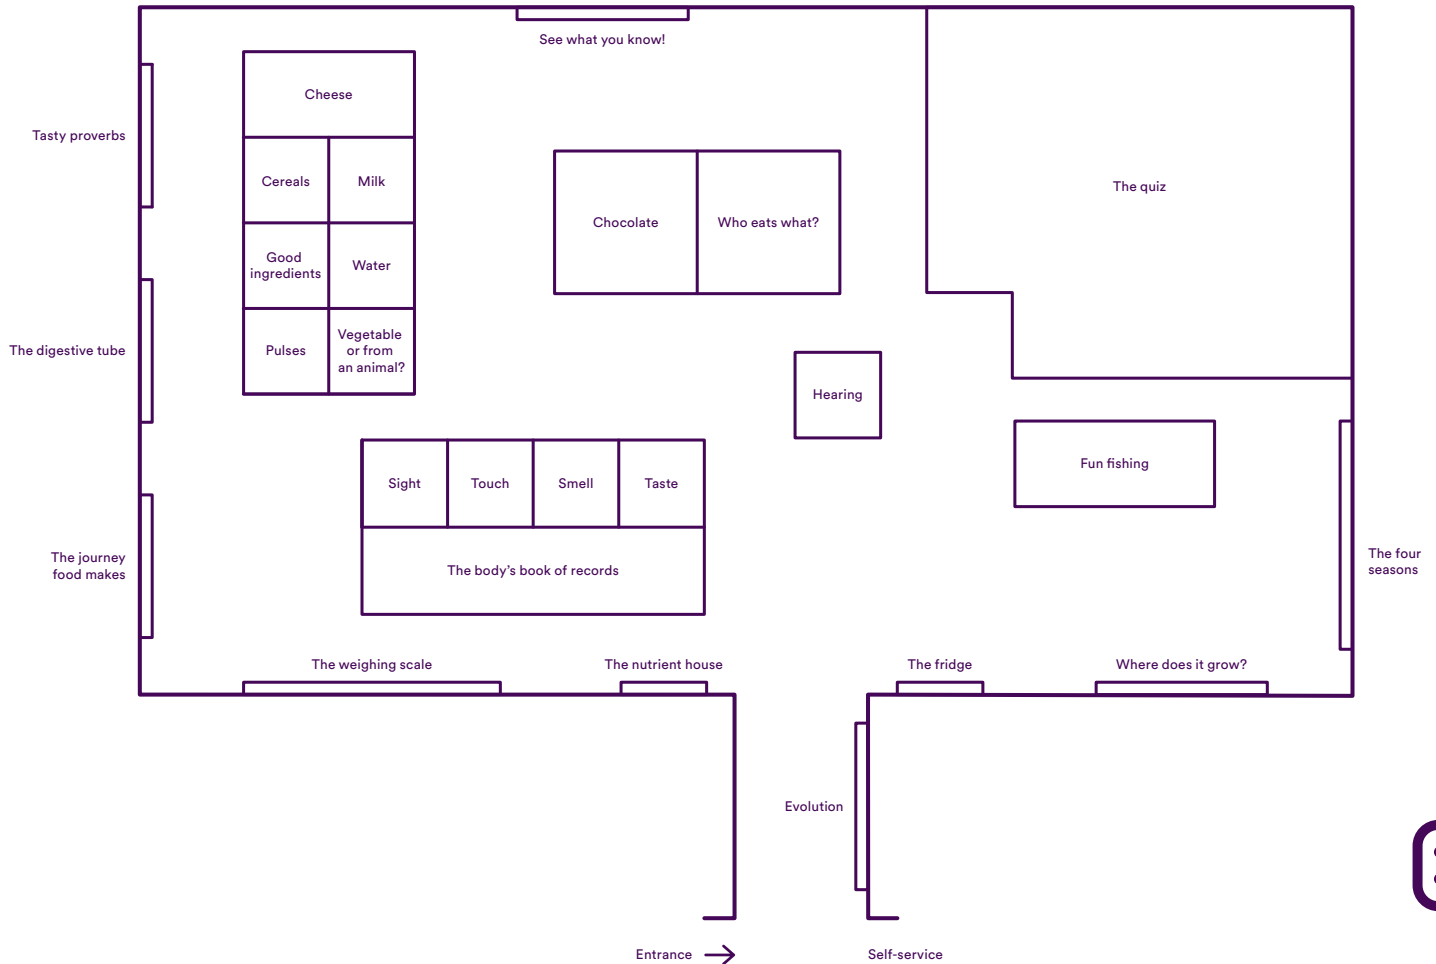 See what you know!
Cheese
Tasty proverbs
Cereals
Milk
The quiz
Chocolate
Who eats what?
Good
ingredients
Water
Vegetable
or from
an animal?
Pulses
The digestive tube
Hearing
Fun fishing
Sight
Touch
Smell
Taste
The journey
food makes
The body's book of records
The four
seasons
The weighing scale
The nutrient house
The fridge
Where does it grow?
Evolution
Entrance
Self-service